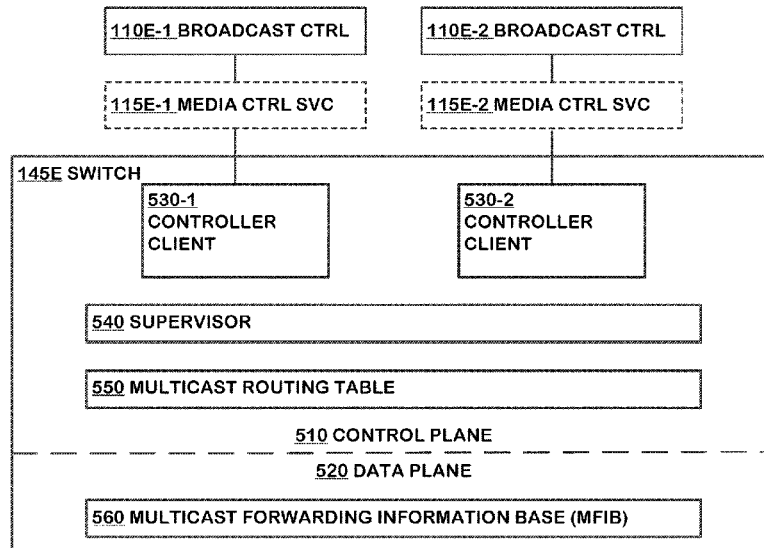 110E-1 BROADCAST CTRL
110E-2 BROADCAST CTRL
115E-1 MEDIA CTRL SVC
115E-2 MEDIA CTRL SVC
145E SWITCH
530-1
CONTROLLER
CLIENT
530-2
CONTROLLER
CLIENT
540 SUPERVISOR
550 MULTICAST ROUTING TABLE
510 CONTROL PLANE
520 DATA PLANE
560 MULTICAST FORWARDING INFORMATION BASE (MFIB)